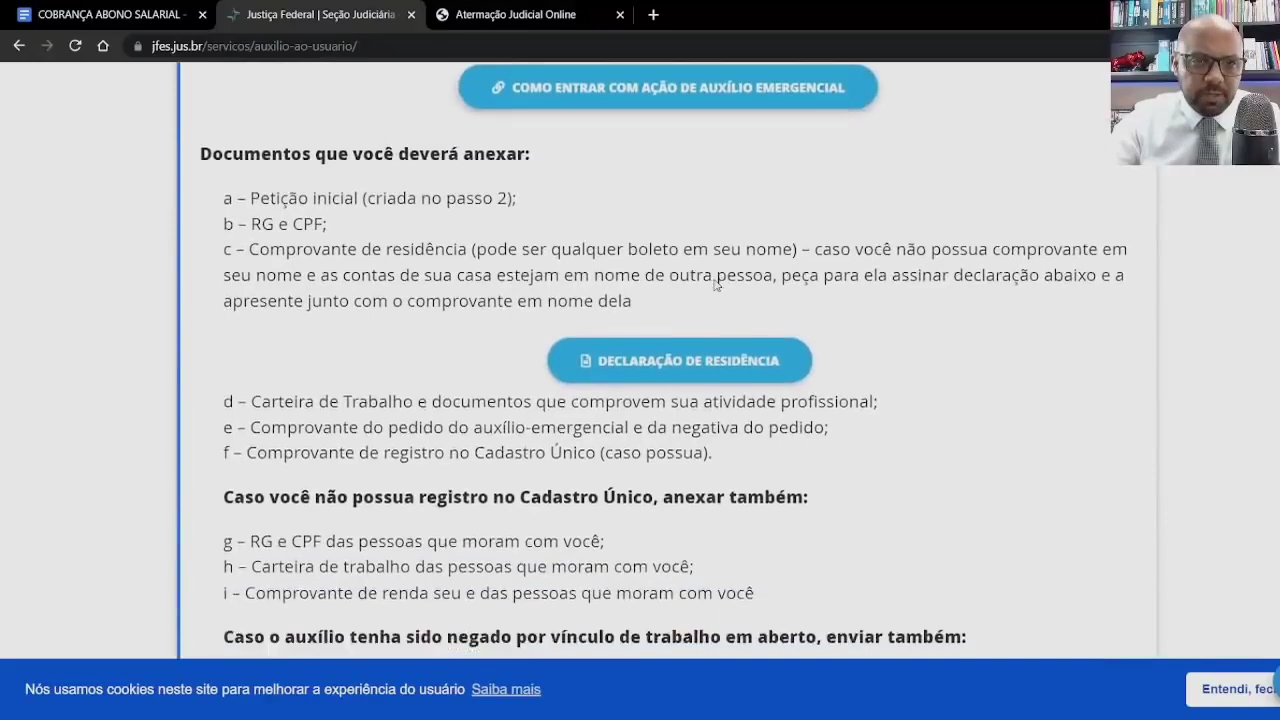 COBRANÇA ABONO SALARIAL -
Justiça Federal | Seção Judiciária
Atermação Judicial Online
jfes.jus.br/servicos/auxilio-ao-usuario/
COMO ENTRAR COM AÇÃO DE AUXÍLIO EMERGENCIAL
Documentos que você deverá anexar:
a – Petição inicial (criada no passo 2);
b – RG e CPF;
c – Comprovante de residência (pode ser qualquer boleto em seu nome) – caso você não possua comprovante em
seu nome e as contas de sua casa estejam em nome de outra pessoa, peça para ela assinar declaração abaixo e a
apresente junto com o comprovante em nome dela
DECLARAÇÃO DE RESIDÊNCIA
d – Carteira de Trabalho e documentos que comprovem sua atividade profissional;
e – Comprovante do pedido do auxílio-emergencial e da negativa do pedido;
f – Comprovante de registro no Cadastro Único (caso possua).
Caso você não possua registro no Cadastro Único, anexar também:
g – RG e CPF das pessoas que moram com você;
h – Carteira de trabalho das pessoas que moram com você;
i – Comprovante de renda seu e das pessoas que moram com você
Caso o auxílio tenha sido negado por vínculo de trabalho em aberto, enviar também:
Nós usamos cookies neste site para melhorar a experiência do usuário Saiba mais
Entendi, fec